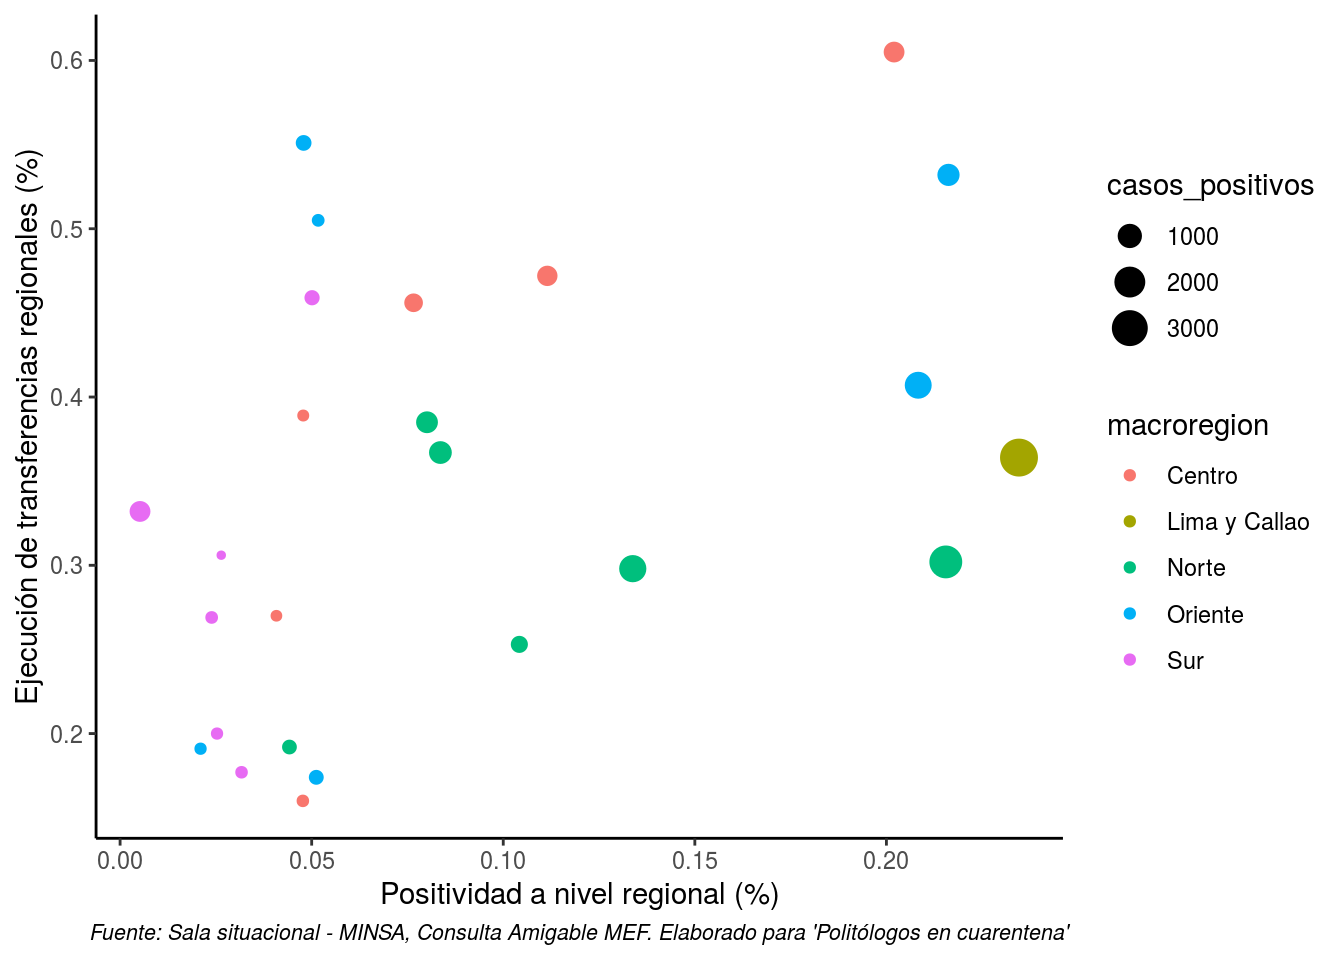 Ejecución de transferencias regionales (%)
0.6
0.5
0.4
0.3
0.2
0.00
0.05
0.10
0.15
0.20
Positividad a nivel regional (%)
Fuente: Sala situacional - MINSA, Consulta Amigable MEF. Elaborado para 'Politólogos en cuarentena'
casos_positivos
1000
2000
3000
macroregion
Centro
Lima y Callao
Norte
Oriente
Sur